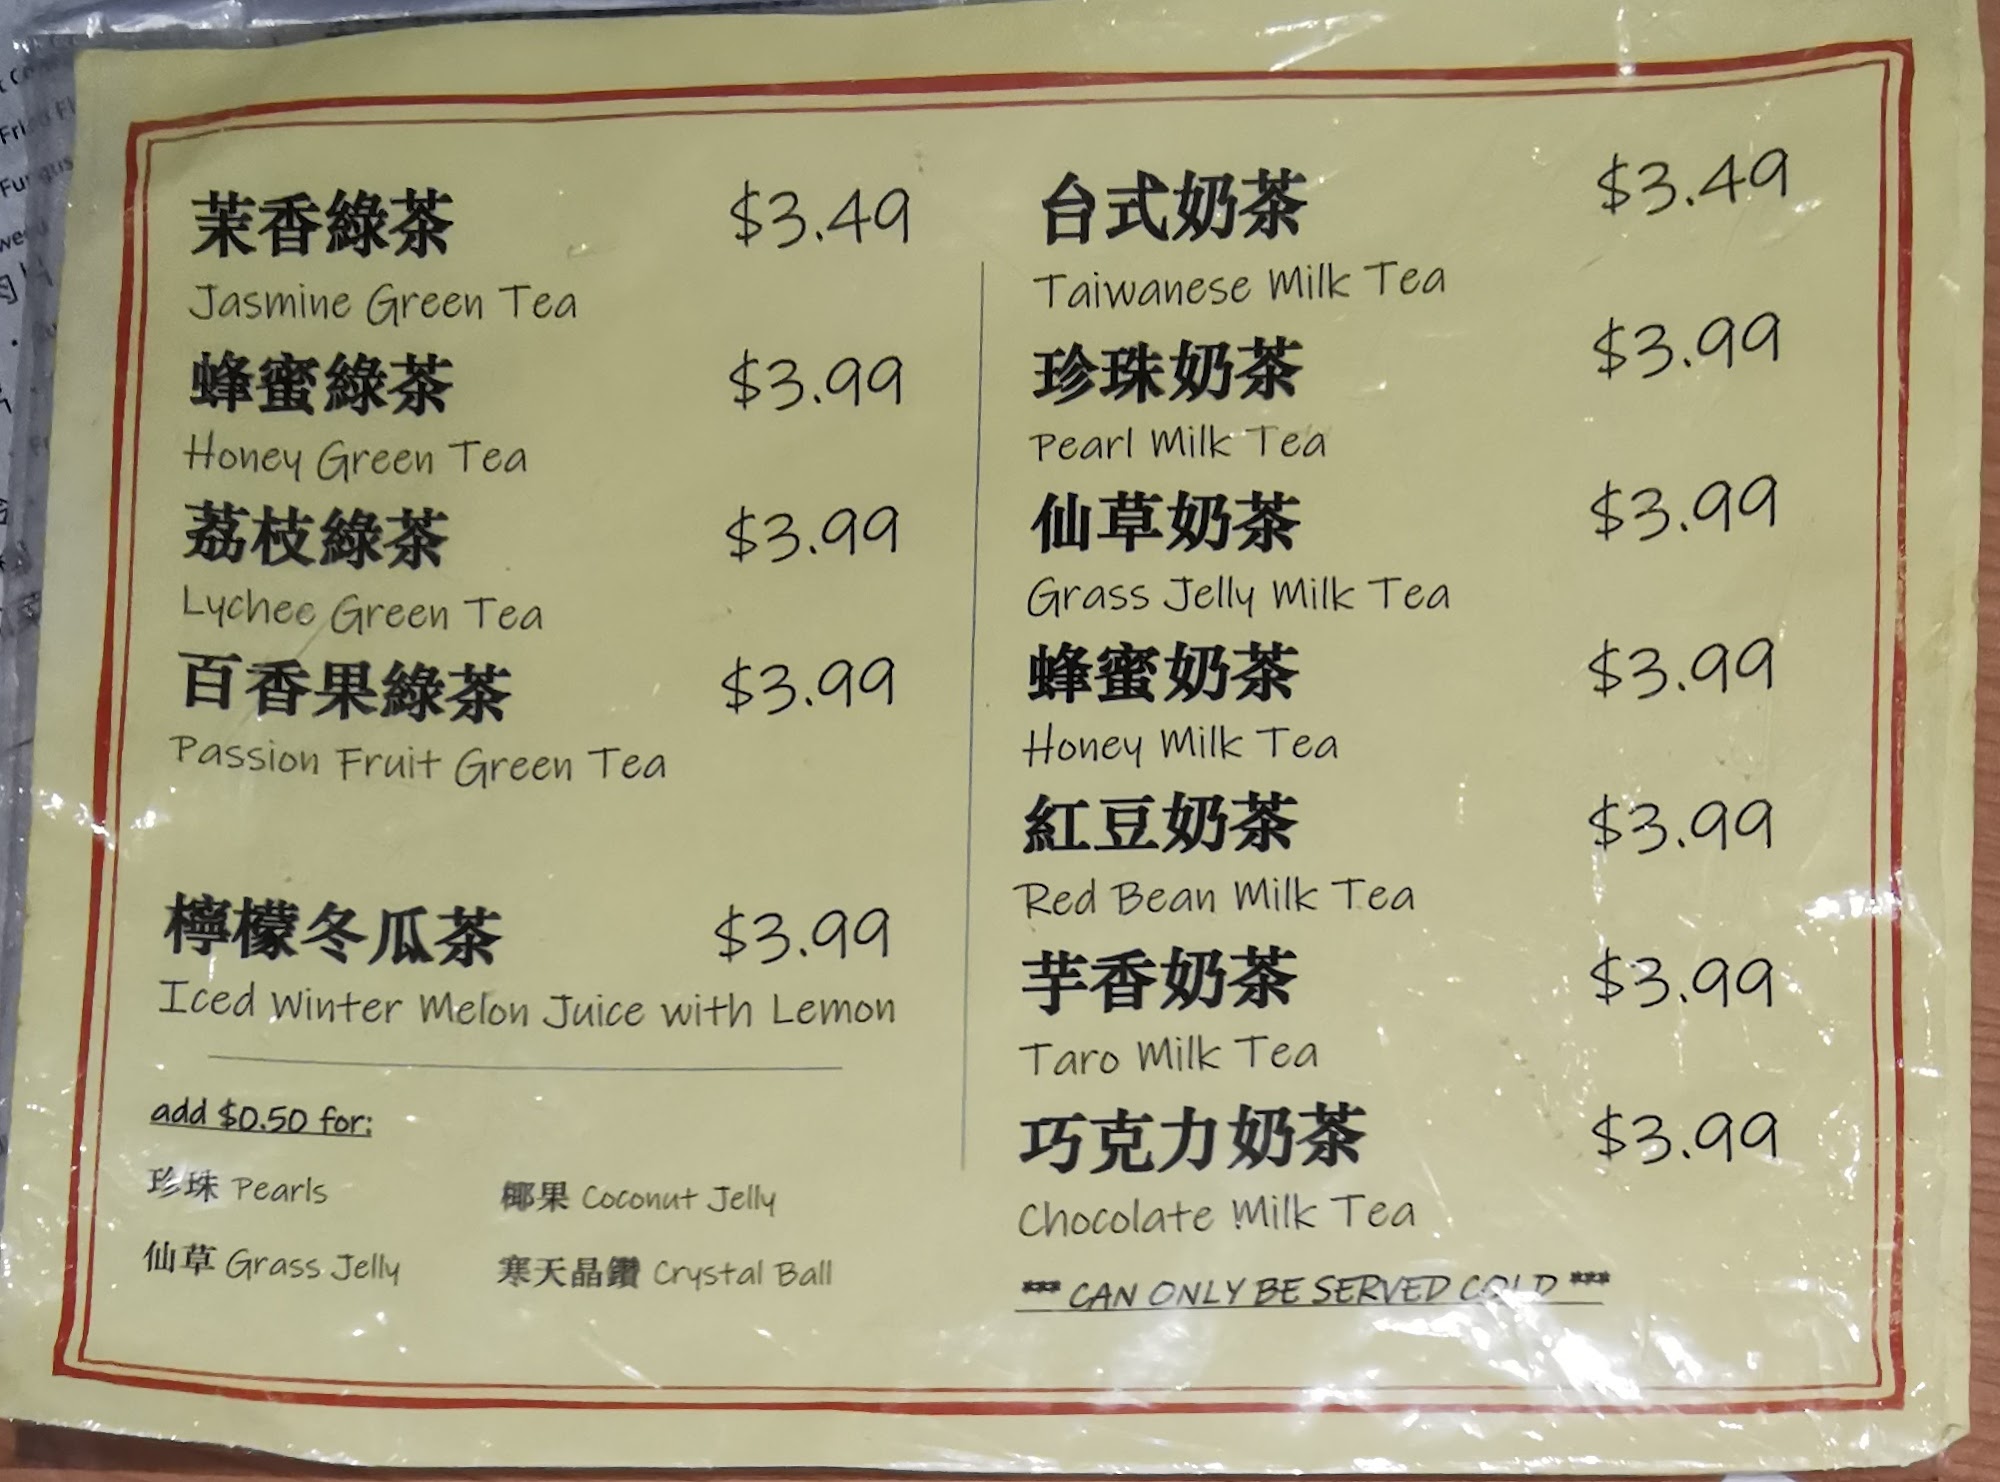 茉香綠茶 $3.49
Jasmine Green Tea
蜂蜜綠茶 $3.99
Honey Green Tea
荔枝綠茶 $3.99
Lychee Green Tea
百香果綠茶 $3.99
Passion Fruit Green Tea
檸檬冬瓜茶 $3.99
Iced Winter Melon Juice with Lemon
add $0.50 for:
珍珠 Pearls 椰果 Coconut Jelly
仙草 Grass Jelly 寒天晶鑽 Crystal Ball
台式奶茶 $3.49
Taiwanese Milk Tea
珍珠奶茶 $3.99
Pearl Milk Tea
仙草奶茶 $3.99
Grass Jelly Milk Tea
蜂蜜奶茶 $3.99
Honey Milk Tea
紅豆奶茶 $3.99
Red Bean Milk Tea
芋香奶茶 $3.99
Taro Milk Tea
巧克力奶茶 $3.99
Chocolate Milk Tea
*** CAN ONLY BE SERVED COLD ***